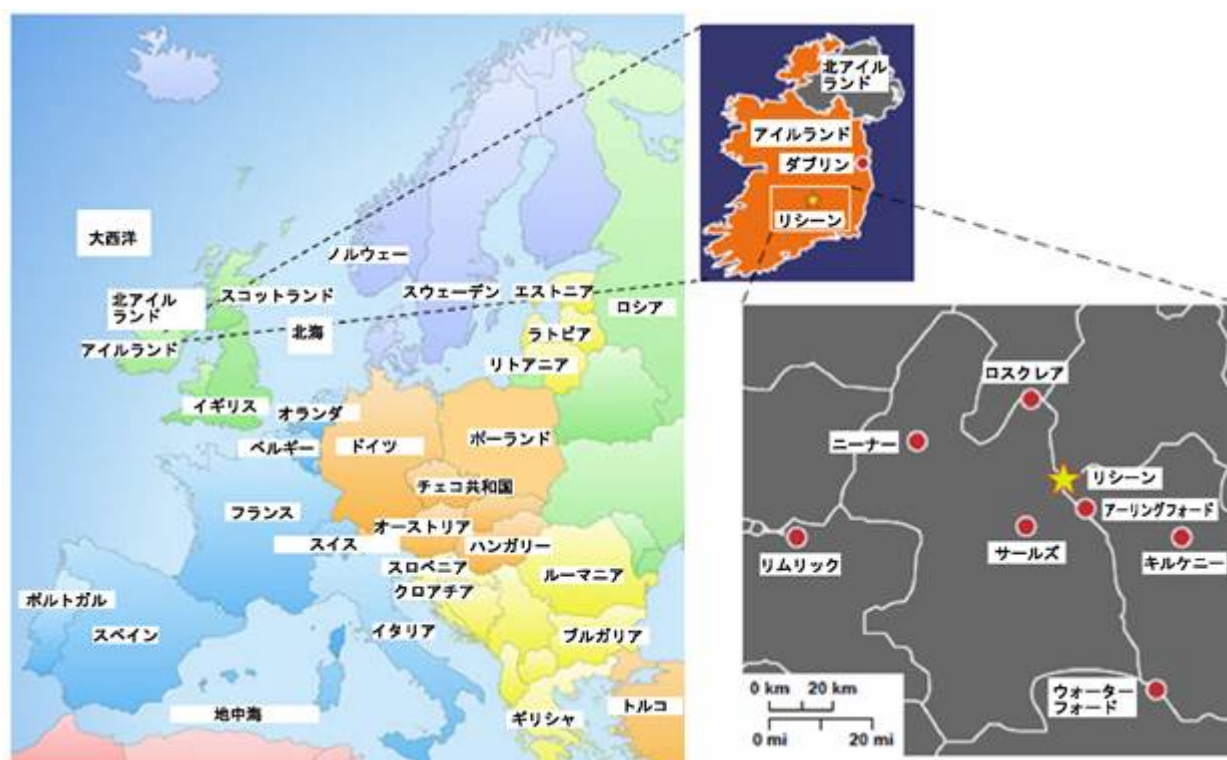 大西洋
北アイル
ランド
アイルランド
スコットランド
北海
イギリス
ノルウェー
スウェーデン
エストニア
ラトビア
リトアニア
ロシア
オランダ
ベルギー
ドイツ
ポーランド
チェコ共和国
フランス
オーストリア
スイス
ハンガリー
スロベニア
クロアチア
ルーマニア
ポルトガル
スペイン
イタリア
ブルガリア
地中海
ギリシャ
トルコ
北アイル
ランド
アイルランド
ダブリン
リシーン
ロスクレア
ニーナー
リシーン
アーリングフォード
サールズ
リムリック
キルケニー
ウォーター
フォード
0 km 20 km
0 mi 20 mi